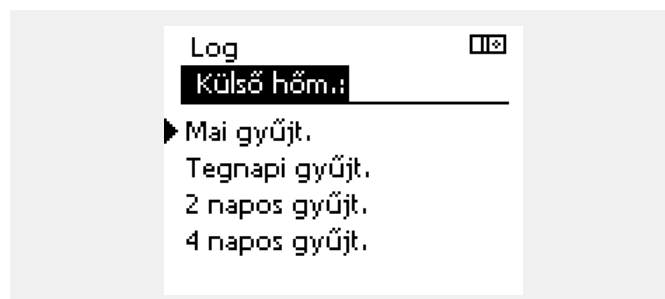 Log
Külső hőm.:
Mai gyűjt.
Tegnapi gyűjt.
2 napos gyűjt.
4 napos gyűjt.